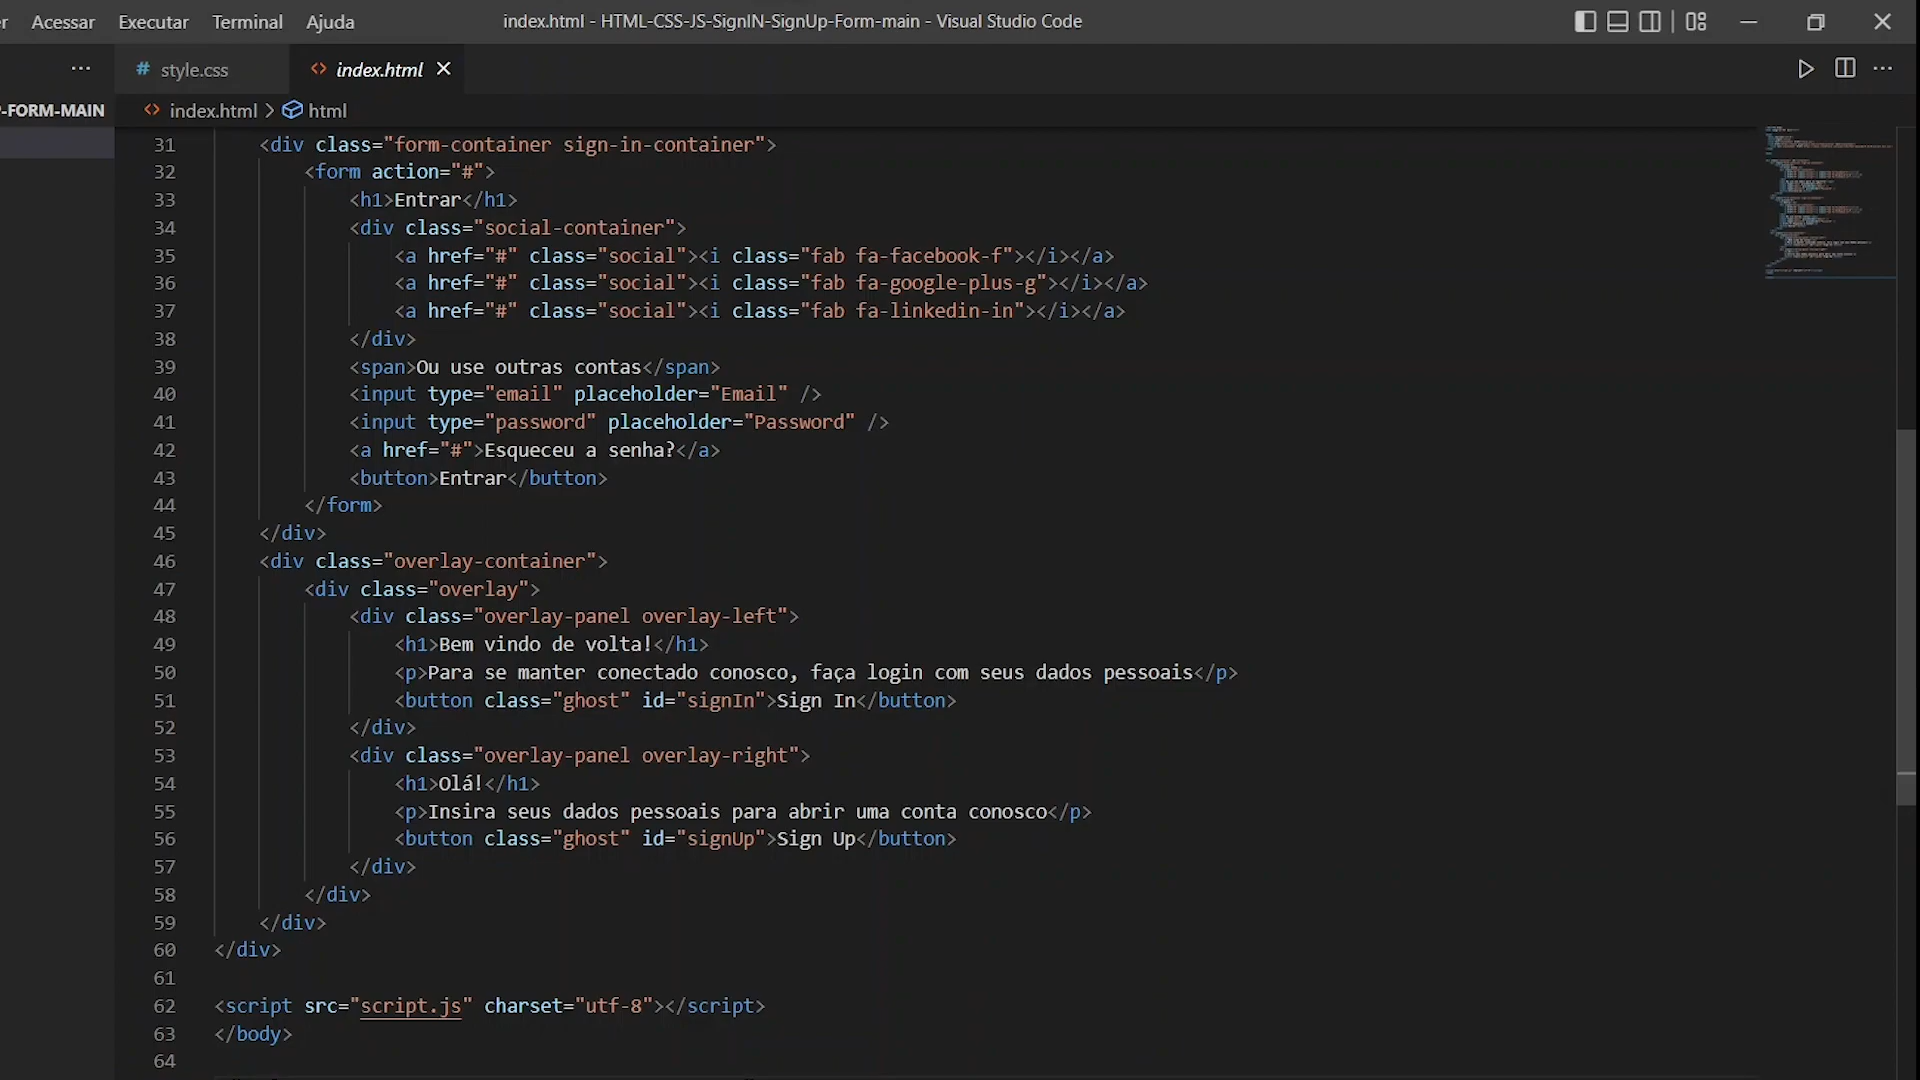 Acessar Executar Terminal Ajuda index.html - HTML-CSS-JS-SignIN-SignUp-Form-main - Visual Studio Code
# style.css <> index.html
-FORM-MAIN <> index.html > html
31 <div class="form-container sign-in-container">
32 <form action="#">
33 <h1>Entrar</h1>
34 <div class="social-container">
35 <a href="#" class="social"><i class="fab fa-facebook-f"></i></a>
36 <a href="#" class="social"><i class="fab fa-google-plus-g"></i></a>
37 <a href="#" class="social"><i class="fab fa-linkedin-in"></i></a>
38 </div>
39 <span>Ou use outras contas</span>
40 <input type="email" placeholder="Email" />
41 <input type="password" placeholder="Password" />
42 <a href="#">Esqueceu a senha?</a>
43 <button>Entrar</button>
44 </form>
45 </div>
46 <div class="overlay-container">
47 <div class="overlay">
48 <div class="overlay-panel overlay-left">
49 <h1>Bem vindo de volta!</h1>
50 <p>Para se manter conectado conosco, faça login com seus dados pessoais</p>
51 <button class="ghost" id="signIn">Sign In</button>
52 </div>
53 <div class="overlay-panel overlay-right">
54 <h1>Olá!</h1>
55 <p>Insira seus dados pessoais para abrir uma conta conosco</p>
56 <button class="ghost" id="signUp">Sign Up</button>
57 </div>
58 </div>
59 </div>
60 </div>
61
62 <script src="script.js" charset="utf-8"></script>
63 </body>
64